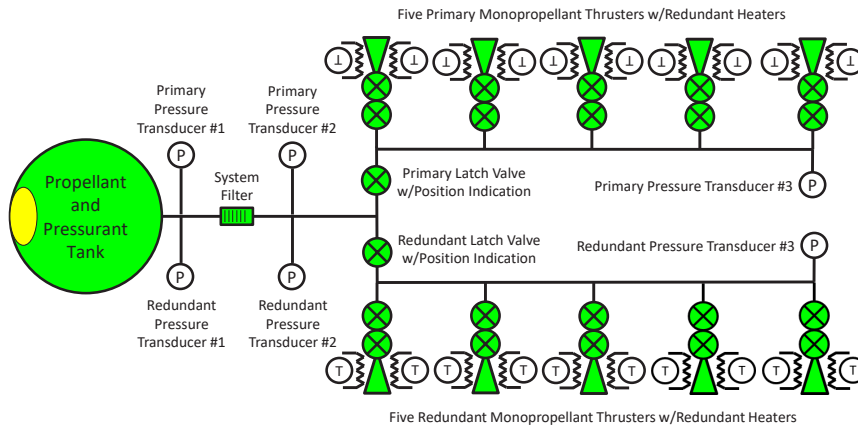 Five Primary Monopropellant Thrusters w/Redundant Heaters
T T T T T T T T T T
Primary
Pressure
Transducer #1
Primary
Pressure
Transducer #2
P
P
System
Filter
Primary Latch Valve
w/Position Indication
Primary Pressure Transducer #3
P
Propellant
and
Pressurant
Tank
Redundant Latch Valve
w/Position Indication
Redundant Pressure Transducer #3
P
P
P
Redundant
Pressure
Transducer #1
Redundant
Pressure
Transducer #2
T T T T T T T T T T
Five Redundant Monopropellant Thrusters w/Redundant Heaters